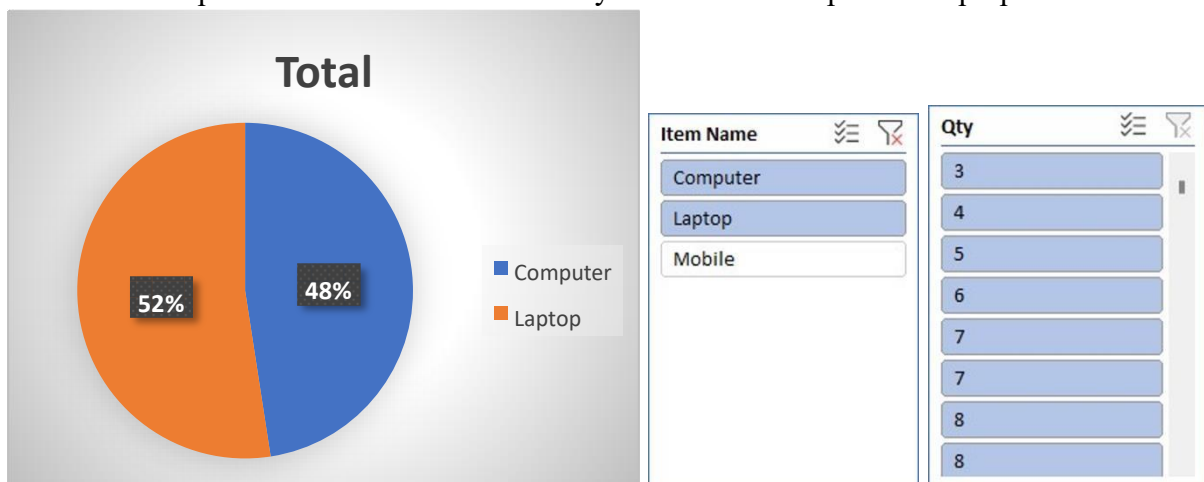 Total
52%
48%
Computer
Laptop
Item Name
Computer
Laptop
Mobile
Qty
3
4
5
6
7
7
8
8